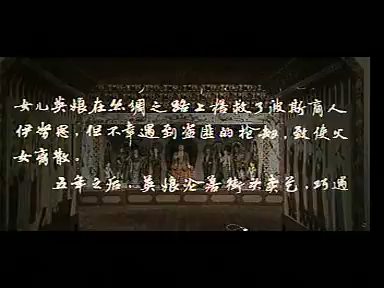 女儿英娘在丝绸之路上搭救了波斯商人
伊努思，但不幸遇到盗匪的抢劫，致使父
女离散。
五年之后，英娘沦落街头卖艺，巧遇